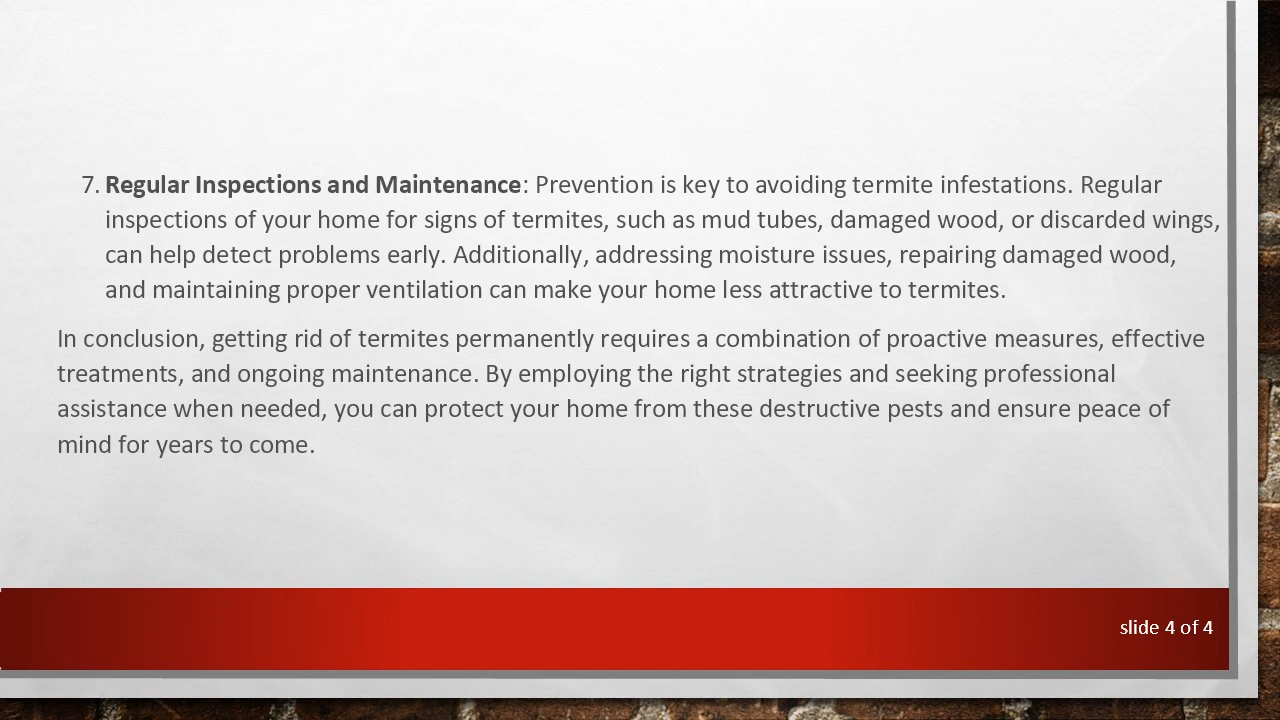 7. Regular Inspections and Maintenance: Prevention is key to avoiding termite infestations. Regular
inspections of your home for signs of termites, such as mud tubes, damaged wood, or discarded wings,
can help detect problems early. Additionally, addressing moisture issues, repairing damaged wood,
and maintaining proper ventilation can make your home less attractive to termites.
In conclusion, getting rid of termites permanently requires a combination of proactive measures, effective
treatments, and ongoing maintenance. By employing the right strategies and seeking professional
assistance when needed, you can protect your home from these destructive pests and ensure peace of
mind for years to come.
slide 4 of 4